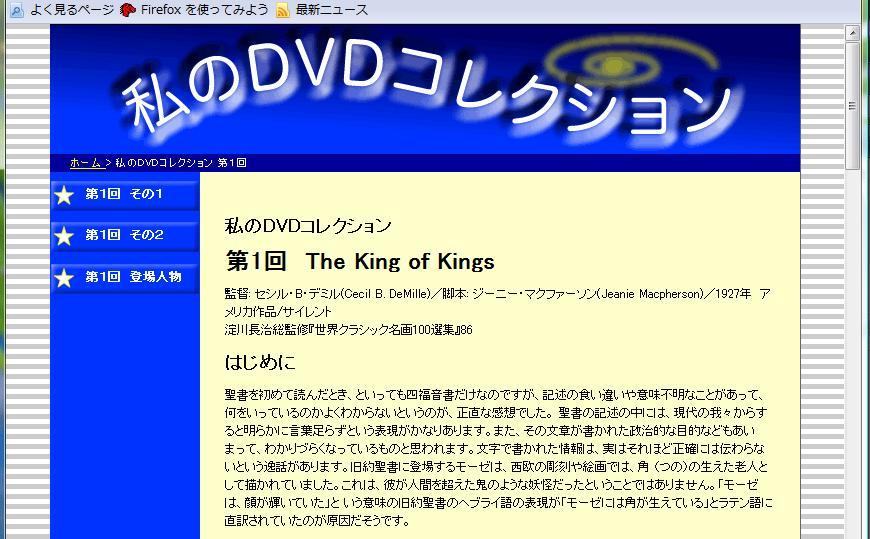 よく見るページ Firefox を使ってみよう 最新ニュース
私のDVDコレクション
ホーム > 私のDVDコレクション 第1回
第1回 その1
第1回 その2
第1回 登場人物
私のDVDコレクション
第1回 The King of Kings
監督: セシル・B・デミル(Cecil B. DeMille)／脚本: ジーニー・マクファーソン(Jeanie Macpherson)／1927年 ア
メリカ作品/サイレント
淀川長治総監修『世界クラシック名画100選集』86
はじめに
聖書を初めて読んだとき、といっても四福音書だけなのですが、記述の食い違いや意味不明なことがあって、
何をいっているのかよくわからないというのが、正直な感想でした。 聖書の記述の中には、現代の我々からす
ると明らかに言葉足らずという表現がかなりあります。また、その文章が書かれた政治的な目的などもあい
まって、わかりづらくなっているものと思われます。文字で書かれた情報は、実はそれほど正確には伝わらな
いという逸話があります。旧約聖書に登場するモーゼは、西欧の彫刻や絵画では、角 (つの)の生えた老人と
して描かれていました。これは、彼が人間を超えた鬼のような妖怪だったということではありません。「モーゼ
は、顔が輝いていた」と いう意味の旧約聖書のヘブライ語の表現が「モーゼには角が生えている」とラテン語に
直訳されていたのが原因だそうです。